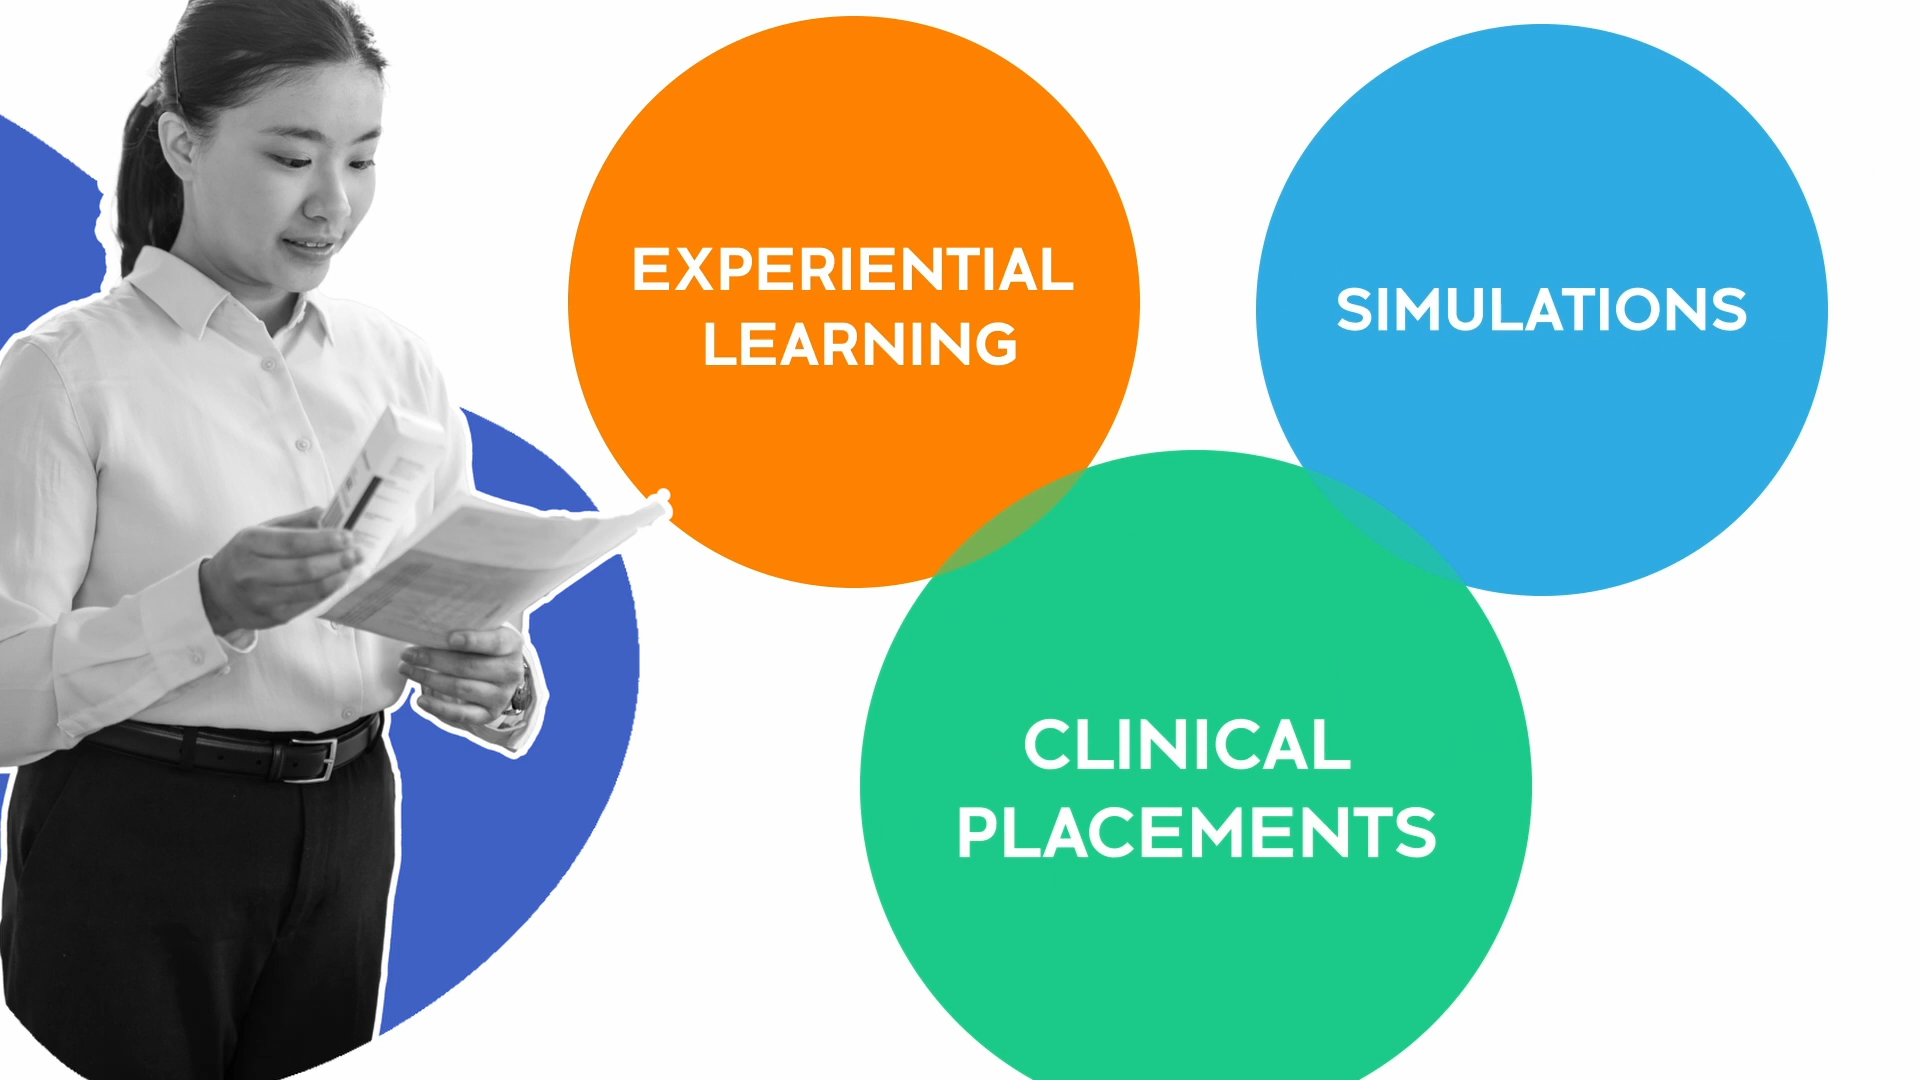 EXPERIENTIAL
LEARNING
SIMULATIONS
CLINICAL
PLACEMENTS